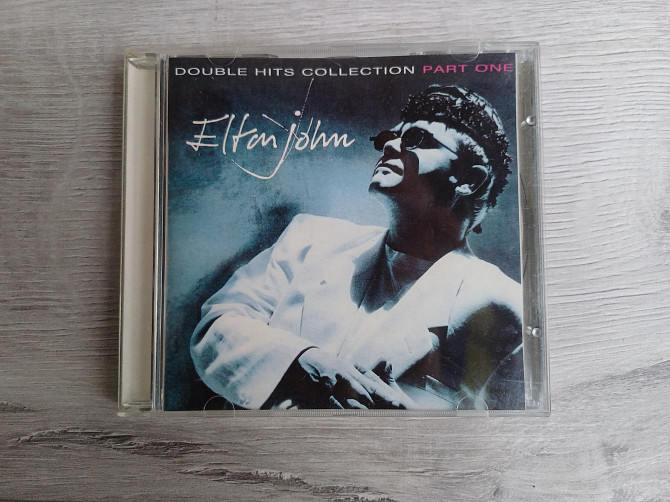 DOUBLE HITS COLLECTION PART ONE
Elton John